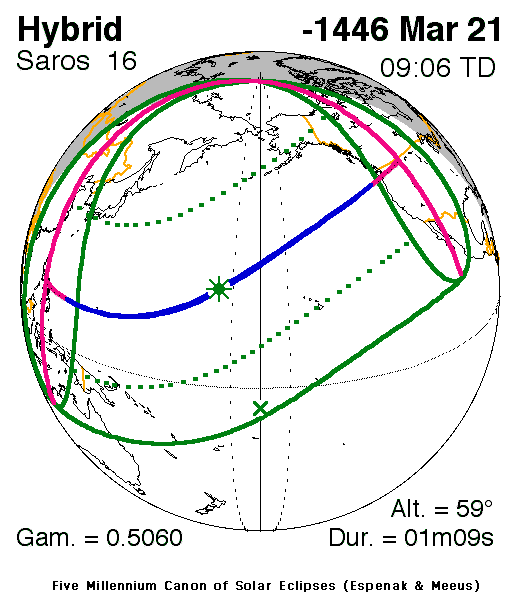 Hybrid
-1446 Mar 21
Saros 16
09:06 TD
Alt. = 59°
Gam. = 0.5060
Dur. = 01m09s
Five Millennium Canon of Solar Eclipses (Espenak & Meeus)